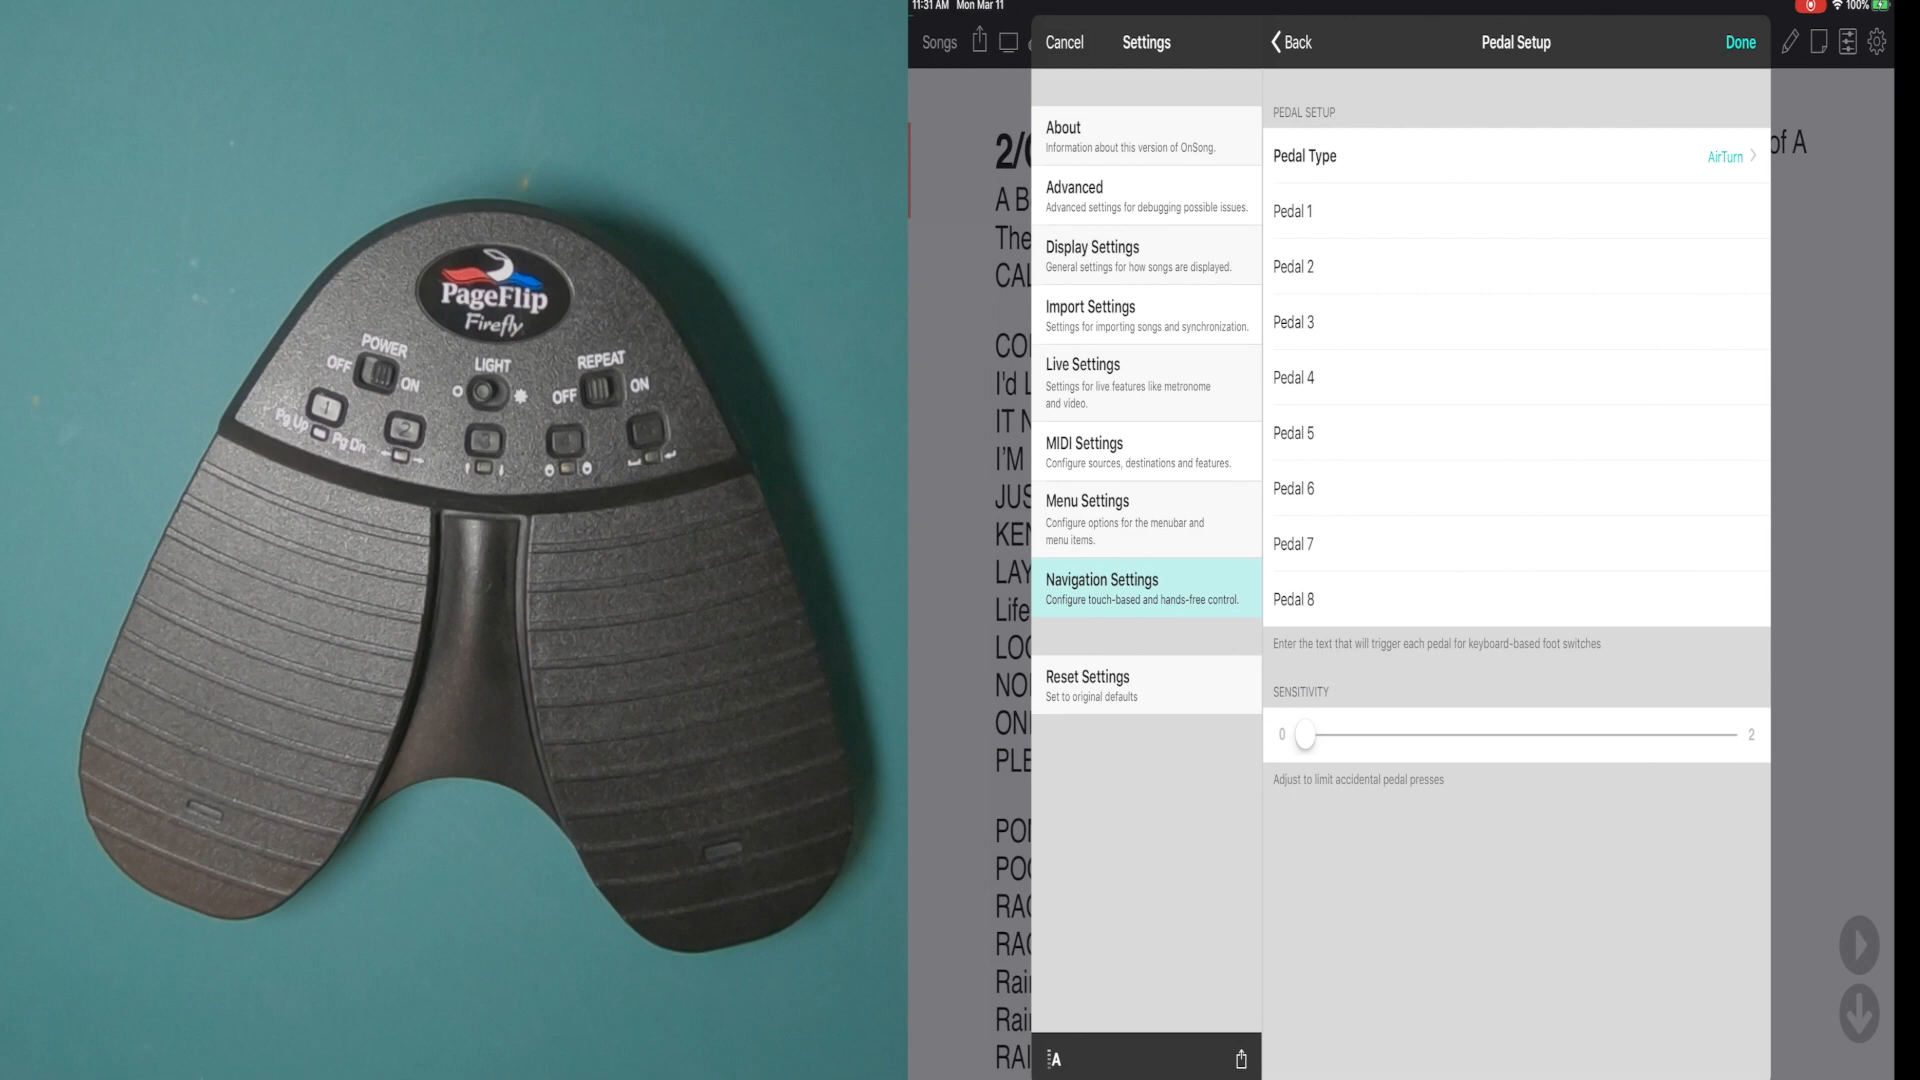 PageFlip
Firefly
POWER
OFF
ON
LIGHT
REPEAT
OFF
ON
1
2
3
Pg Up
Pg Dn
11:31 AM Mon Mar 11
100%
Songs
Cancel
Settings
Back
Pedal Setup
Done
About
Information about this version of OnSong.
Advanced
Advanced settings for debugging possible issues.
Display Settings
General settings for how songs are displayed.
Import Settings
Settings for importing songs and synchronization.
Live Settings
Settings for live features like metronome
and video.
MIDI Settings
Configure sources, destinations and features.
Menu Settings
Configure options for the menubar and
menu items.
Navigation Settings
Configure touch-based and hands-free control.
Reset Settings
Set to original defaults
A
PEDAL SETUP
Pedal Type
AirTurn
Pedal 1
Pedal 2
Pedal 3
Pedal 4
Pedal 5
Pedal 6
Pedal 7
Pedal 8
Enter the text that will trigger each pedal for keyboard-based foot switches
SENSITIVITY
0
2
Adjust to limit accidental pedal presses
of A
A B
The
I'd L
IT N
I'M